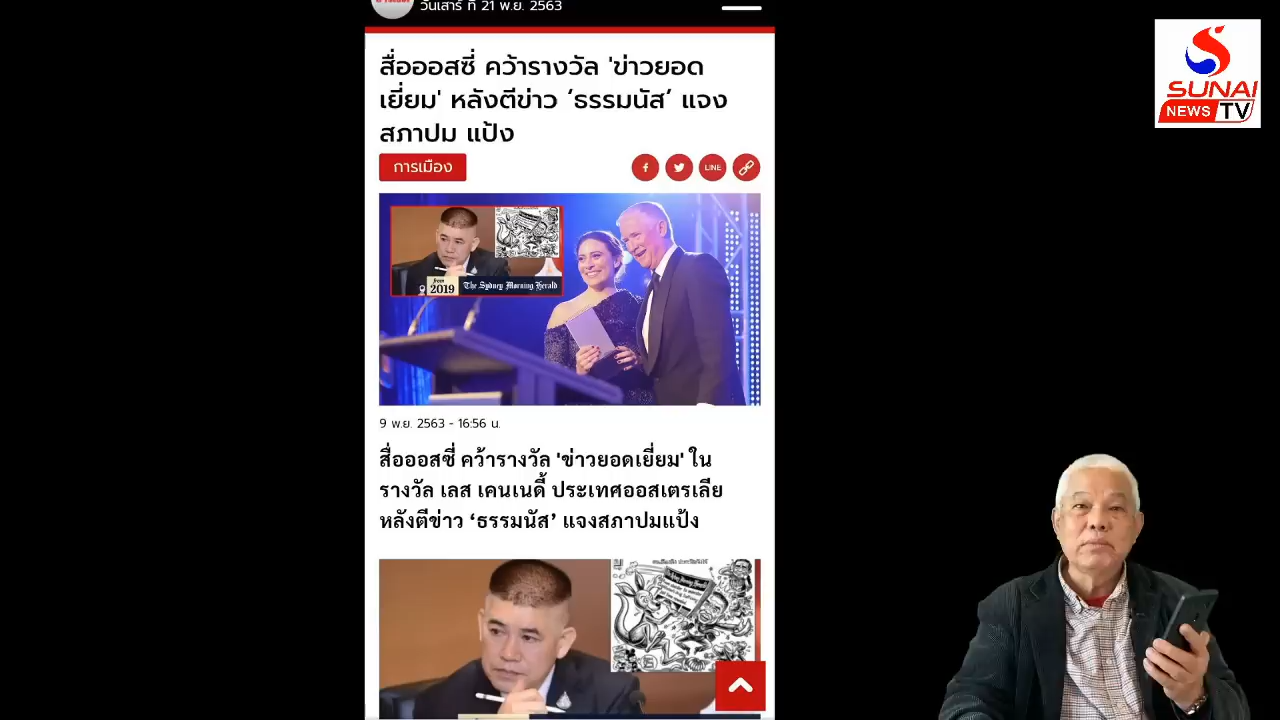 วันเสาร์ ที่ 21 พ.ย. 2563
SUNAI
NEWS TV
สื่อออสซี่ คว้ารางวัล 'ข่าวยอด
เยี่ยม' หลังตีข่าว ‘ธรรมนัส’ แจง
สภาปม แป้ง
การเมือง
LINE
from
2019 The Sydney Morning Herald
9 พ.ย. 2563 - 16:56 น.
สื่อออสซี่ คว้ารางวัล 'ข่าวยอดเยี่ยม' ใน
รางวัล เลส เคนเนดี้ ประเทศออสเตรเลีย
หลังตีข่าว ‘ธรรมนัส’ แจงสภาปมแป้ง